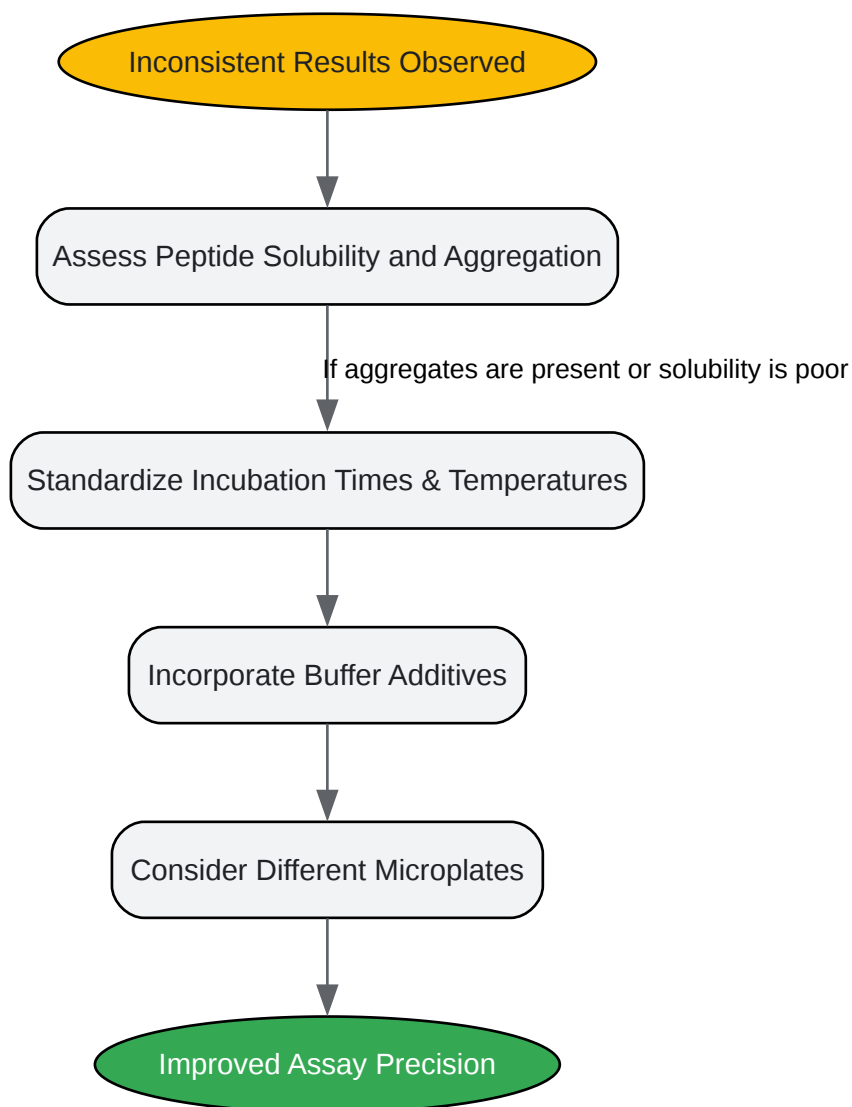 Inconsistent Results Observed
Assess Peptide Solubility and Aggregation
If aggregates are present or solubility is poor
Standardize Incubation Times & Temperatures
Incorporate Buffer Additives
Consider Different Microplates
Improved Assay Precision